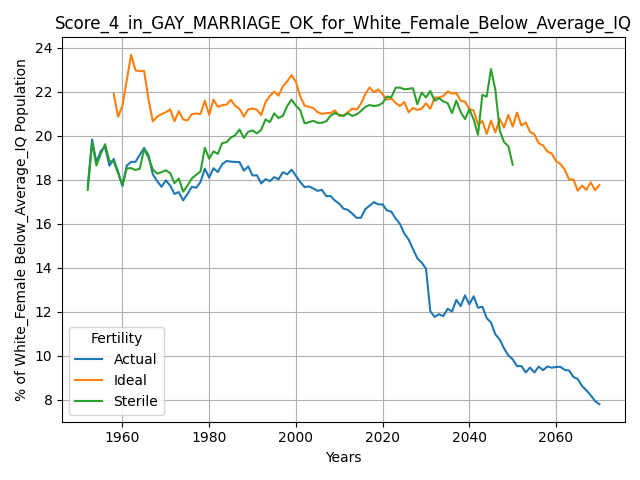 Score_4_in_GAY_MARRIAGE_OK_for_White_Female_Below_Average_IQ
% of White_Female Below_Average_IQ Population
24
22
20
18
16
14
12
10
8
Fertility
Actual
Ideal
Sterile
1960 1980 2000 2020 2040 2060
Years